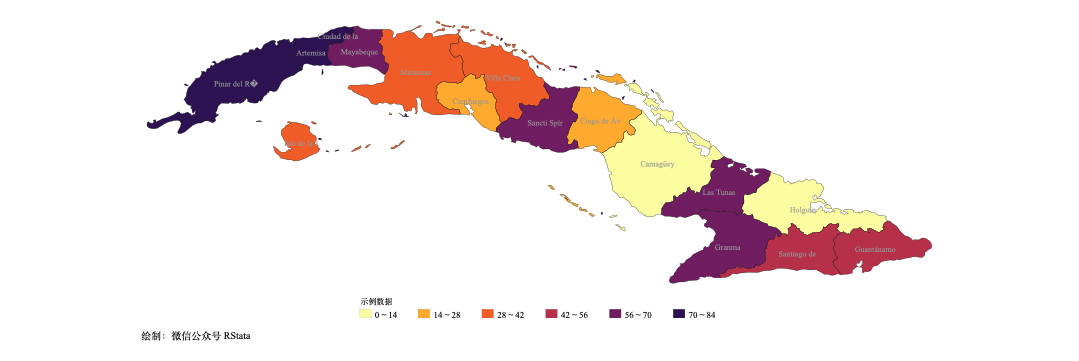 Ciudad de la
Artemisa
Mayabeque
Pinar del R�
Matanzas
Villa Clara
Cienfuegos
Isla de la
Sancti Spír
Ciego de Áv
Camagüey
Las Tunas
Holguín
Granma
Santiago de
Guantánamo
示例数据
0 ~ 14
14 ~ 28
28 ~ 42
42 ~ 56
56 ~ 70
70 ~ 84
绘制：微信公众号 RStata